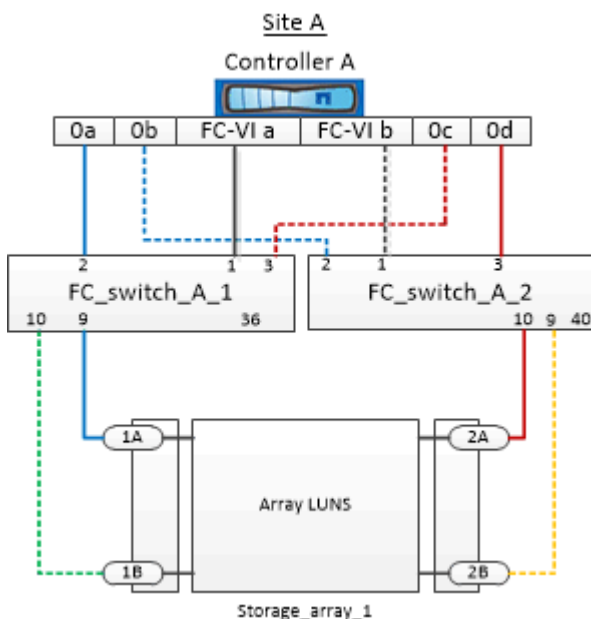 Site A
Controller A
0a 0b FC-VI a FC-VI b 0c 0d
2 1 3 2 1 3
FC_switch_A_1 FC_switch_A_2
10 9 36 10 9 40
1A 2A
Array LUNS
1B 2B
Storage_array_1